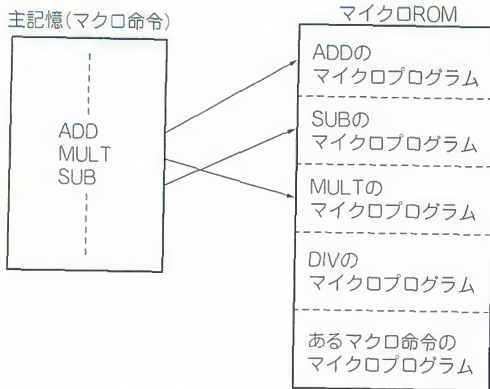 主記憶(マクロ命令)
ADD
MULT
SUB
マイクロROM
ADDの
マイクロプログラム
SUBの
マイクロプログラム
MULTの
マイクロプログラム
DIVの
マイクロプログラム
あるマクロ命令の
マイクロプログラム